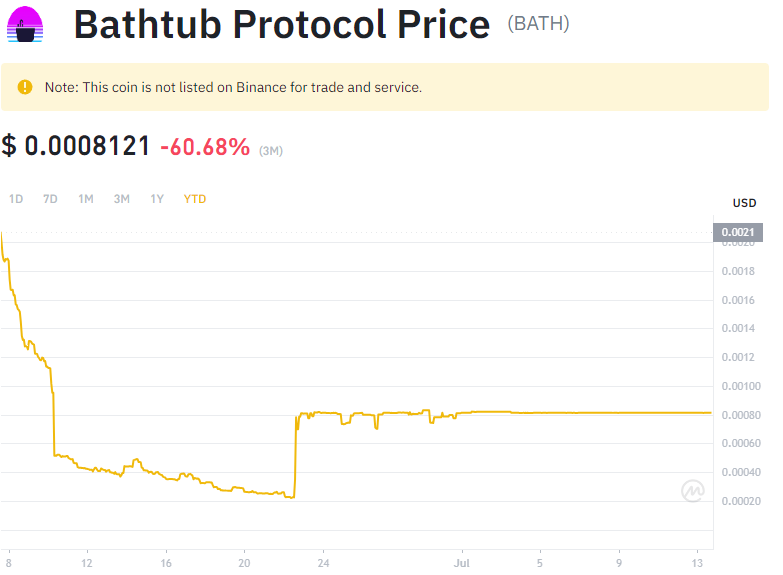 Bathtub Protocol Price (BATH)
Note: This coin is not listed on Binance for trade and service.
$ 0.0008121 -60.68% (3M)
1D 7D 1M 3M 1Y YTD
USD
0.0021
0.0020
0.0018
0.0016
0.0014
0.0012
0.00100
0.00080
0.00060
0.00040
0.00020
8 12 16 20 24 Jul 5 9 13